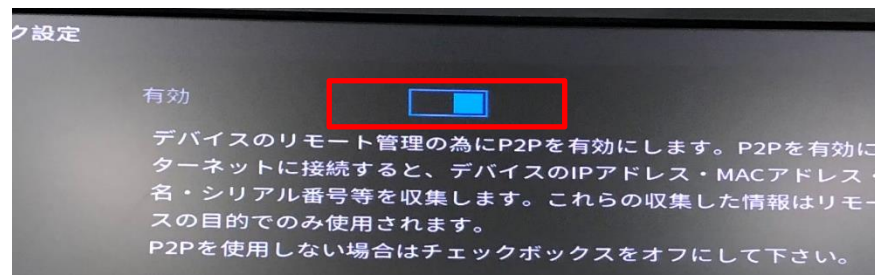 ク設定
有効
デバイスのリモート管理の為にP2Pを有効にします。P2Pを有効に
ターネットに接続すると、デバイスのIPアドレス・MACアドレス・
名・シリアル番号等を収集します。これらの収集した情報はリモー
スの目的でのみ使用されます。
P2Pを使用しない場合はチェックボックスをオフにして下さい。